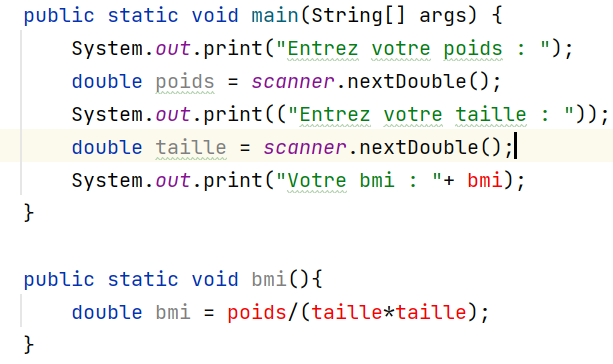 public static void main(String[] args) {
    System.out.print("Entrez votre poids : ");
    double poids = scanner.nextDouble();
    System.out.print(("Entrez votre taille : "));
    double taille = scanner.nextDouble();
    System.out.print("Votre bmi : "+ bmi);
}
public static void bmi(){
    double bmi = poids/(taille*taille);
}